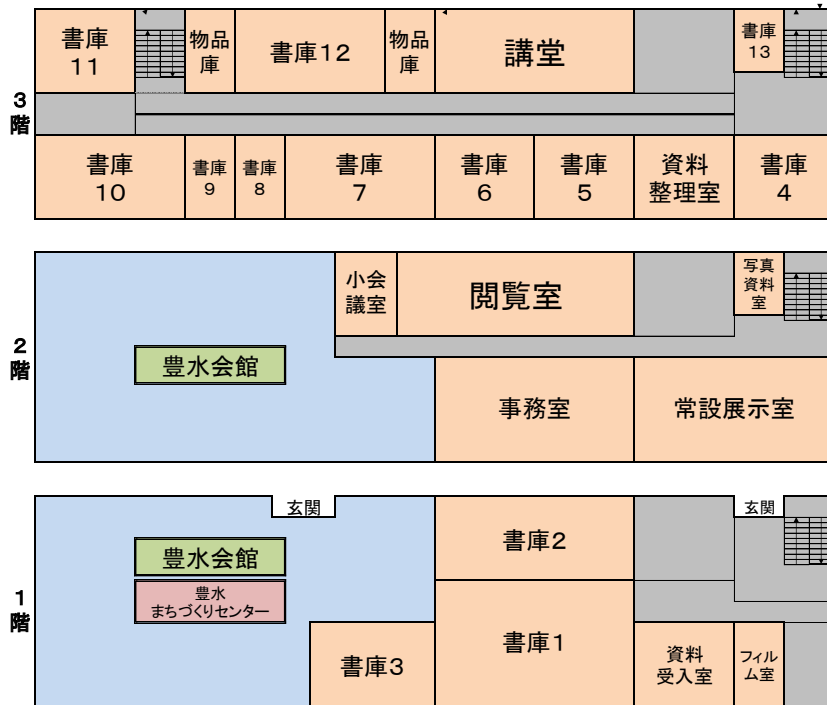 3
階
書庫
11
物品
庫
書庫12
物品
庫
講堂
書庫
13
書庫
10
書庫
9
書庫
8
書庫
7
書庫
6
書庫
5
資料
整理室
書庫
4
2
階
小会
議室
閲覧室
写真
資料
室
豊水会館
事務室
常設展示室
1
階
玄関
玄関
豊水会館
書庫2
豊水
まちづくりセンター
書庫3
書庫1
資料
受入室
フィル
ム室